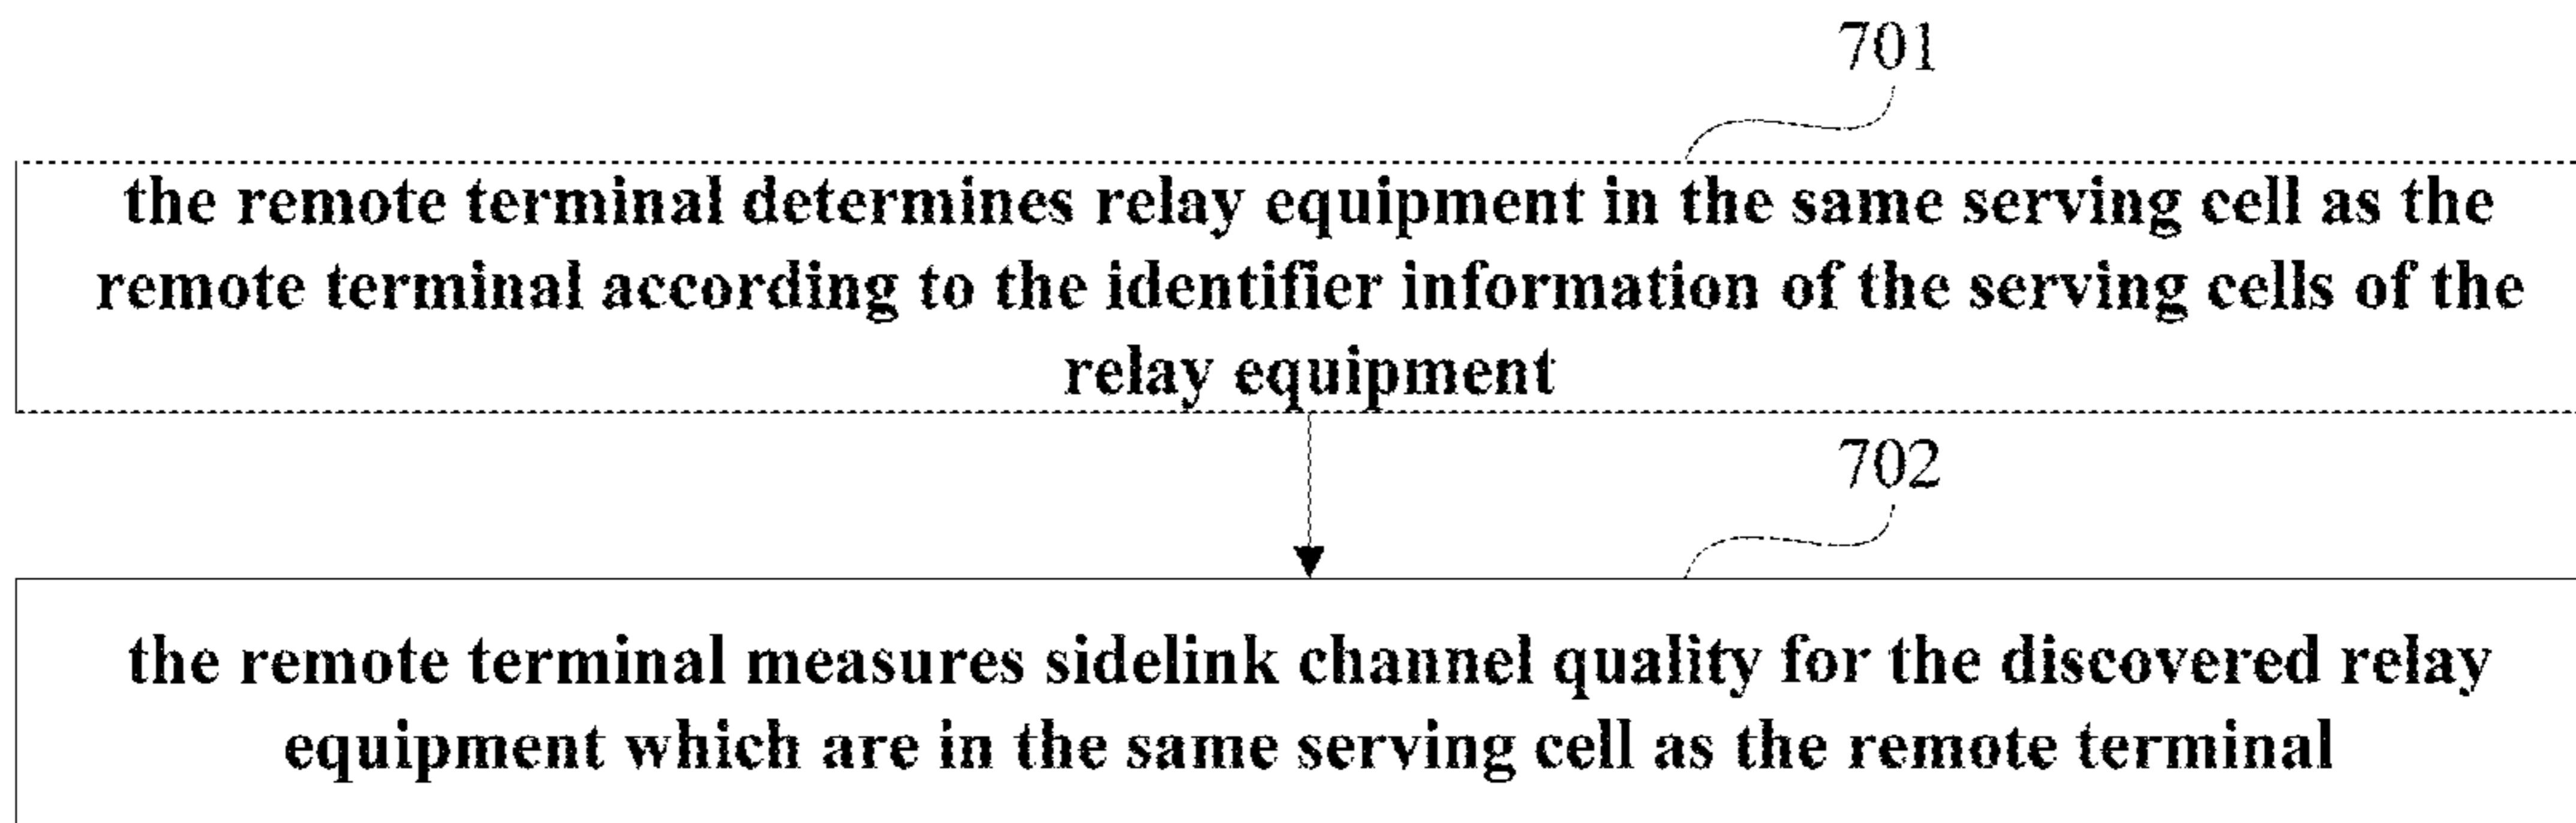 701
the remote terminal determines relay equipment in the same serving cell as the
remote terminal according to the identifier information of the serving cells of the
relay equipment
702
the remote terminal measures sidelink channel quality for the discovered relay
equipment which are in the same serving cell as the remote terminal